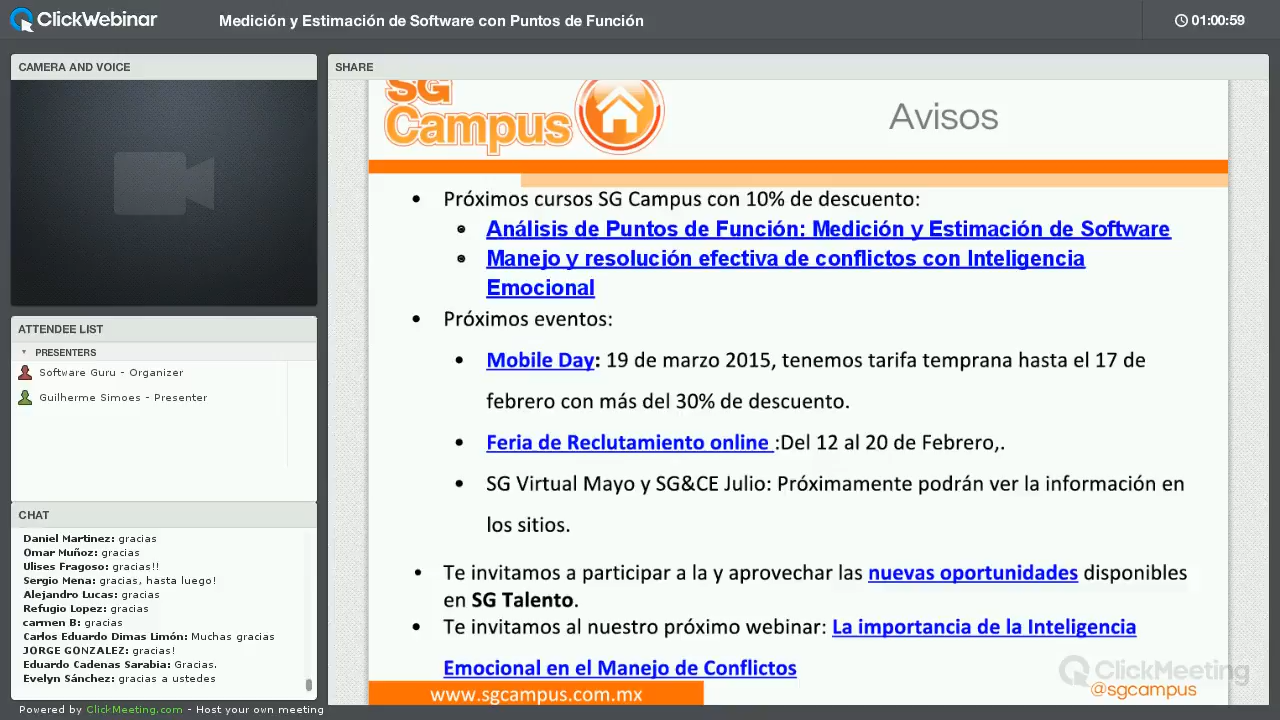 ClickWebinar
Medición y Estimación de Software con Puntos de Función
01:00:59
CAMERA AND VOICE
ATTENDEE LIST
PRESENTERS
Software Guru - Organizer
Guilherme Simoes - Presenter
CHAT
Daniel Martinez: gracias
Omar Muñoz: gracias
Ulises Fragoso: gracias!!
Sergio Mena: gracias, hasta luego!
Alejandro Lucas: gracias
Refugio Lopez: gracias
carmen B: gracias
Carlos Eduardo Dimas Limón: Muchas gracias
JORGE GONZALEZ: gracias!
Eduardo Cadenas Sarabia: Gracias.
Evelyn Sánchez: gracias a ustedes
Powered by ClickMeeting.com - Host your own meeting
SHARE
SG
Campus
Avisos
• Próximos cursos SG Campus con 10% de descuento:
• Análisis de Puntos de Función: Medición y Estimación de Software
• Manejo y resolución efectiva de conflictos con Inteligencia
Emocional
• Próximos eventos:
• Mobile Day: 19 de marzo 2015, tenemos tarifa temprana hasta el 17 de
febrero con más del 30% de descuento.
• Feria de Reclutamiento online :Del 12 al 20 de Febrero,.
• SG Virtual Mayo y SG&CE Julio: Próximamente podrán ver la información en
los sitios.
• Te invitamos a participar a la y aprovechar las nuevas oportunidades disponibles
en SG Talento.
• Te invitamos al nuestro próximo webinar: La importancia de la Inteligencia
Emocional en el Manejo de Conflictos
www.sgcampus.com.mx
ClickMeeting
@sgcampus